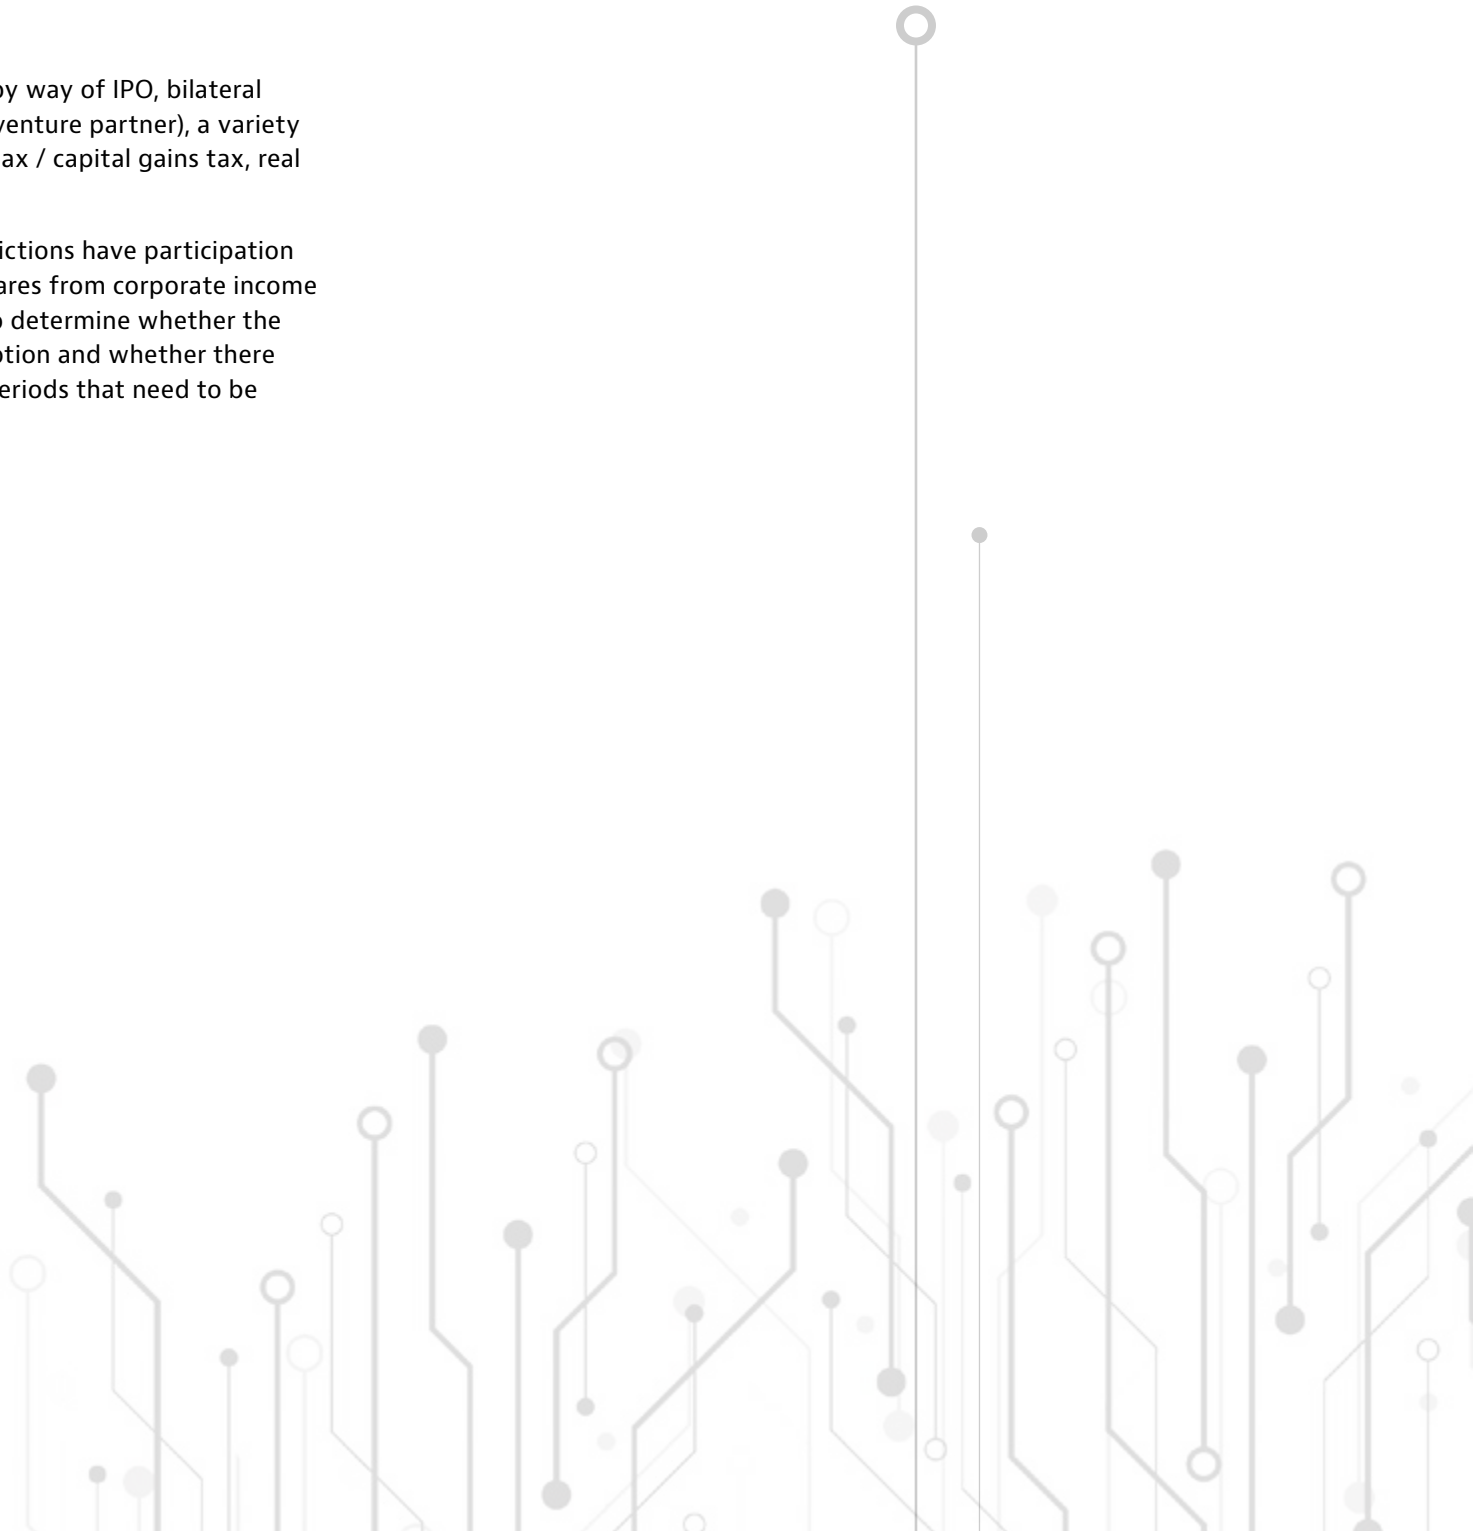 by way of IPO, bilateral
venture partner), a variety
ax / capital gains tax, real
ictions have participation
ares from corporate income
o determine whether the
otion and whether there
eriods that need to be